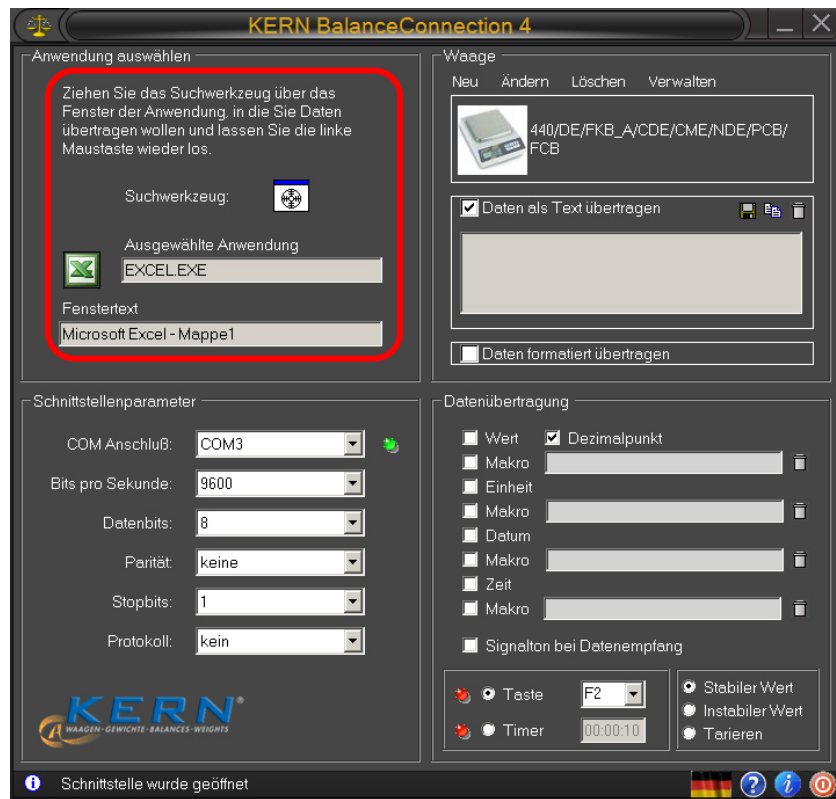 KERN BalanceConnection 4
Anwendung auswählen
Ziehen Sie das Suchwerkzeug über das
Fenster der Anwendung, in die Sie Daten
übertragen wollen und lassen Sie die linke
Maustaste wieder los.
Suchwerkzeug:
Ausgewählte Anwendung
EXCEL.EXE
Fenstertext
Microsoft Excel - Mappe1
Waage
Neu Ändern Löschen Verwalten
440/DE/FKB_A/CDE/CME/NDE/PCB/
FCB
Daten als Text übertragen
Daten formatiert übertragen
Schnittstellenparameter
COM Anschluß: COM3
Bits pro Sekunde: 9600
Datenbits: 8
Parität: keine
Stopbits: 1
Protokoll: kein
KERN®
WAAGEN·GEWICHTE·BALANCES·WEIGHTS
Datenübertragung
Wert Dezimalpunkt
Makro
Einheit
Makro
Datum
Makro
Zeit
Makro
Signalton bei Datenempfang
Taste F2
Timer 00:00:10
Stabiler Wert
Instabiler Wert
Tarieren
Schnittstelle wurde geöffnet